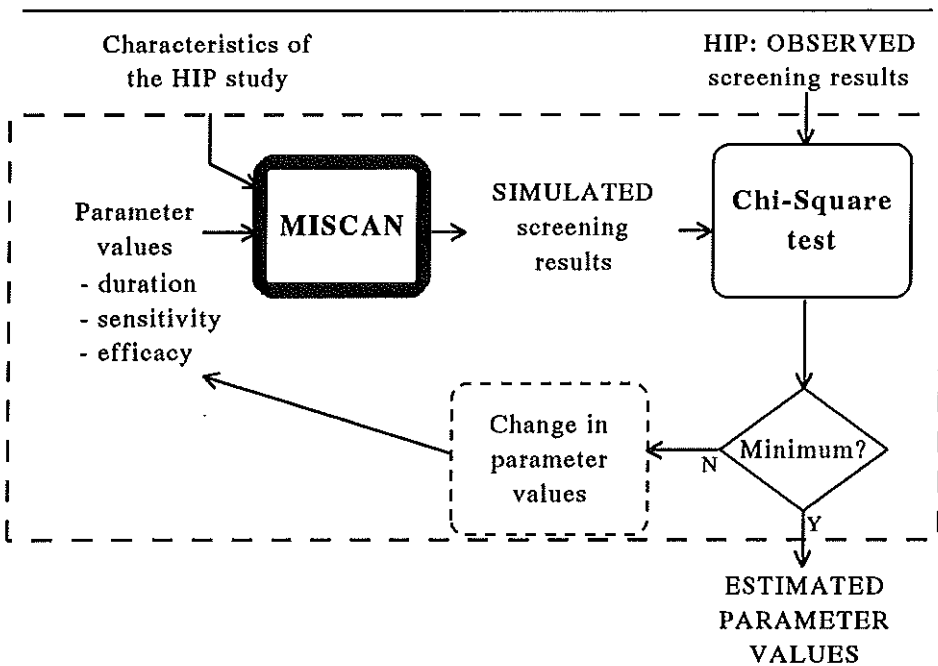 Characteristics of
the HIP study
HIP: OBSERVED
screening results
Parameter
values
- duration
- sensitivity
- efficacy
MISCAN
SIMULATED
screening
results
Chi-Square
test
Change in
parameter
values
N
Minimum?
Y
ESTIMATED
PARAMETER
VALUES